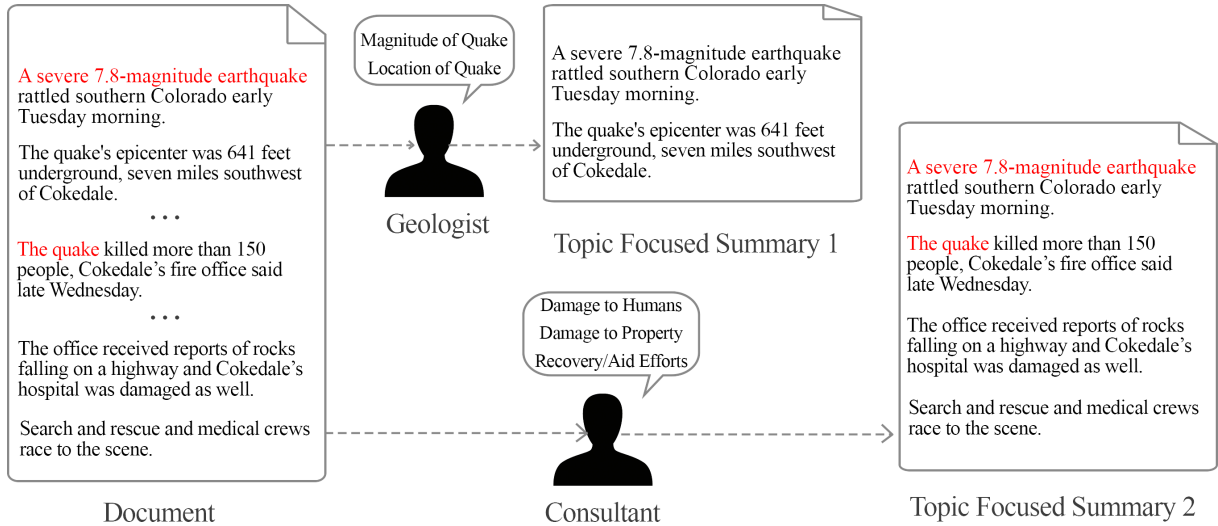 A severe 7.8-magnitude earthquake
rattled southern Colorado early
Tuesday morning.
The quake's epicenter was 641 feet
underground, seven miles southwest
of Cokedale.
...
The quake killed more than 150
people, Cokedale’s fire office said
late Wednesday.
...
The office received reports of rocks
falling on a highway and Cokedale’s
hospital was damaged as well.
Search and rescue and medical crews
race to the scene.
Document
Magnitude of Quake
Location of Quake
Geologist
A severe 7.8-magnitude earthquake
rattled southern Colorado early
Tuesday morning.
The quake's epicenter was 641 feet
underground, seven miles southwest
of Cokedale.
Topic Focused Summary 1
Damage to Humans
Damage to Property
Recovery/Aid Efforts
Consultant
A severe 7.8-magnitude earthquake
rattled southern Colorado early
Tuesday morning.
The quake killed more than 150
people, Cokedale’s fire office said
late Wednesday.
The office received reports of rocks
falling on a highway and Cokedale’s
hospital was damaged as well.
Search and rescue and medical crews
race to the scene.
Topic Focused Summary 2